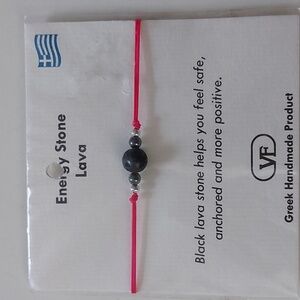 Energy Stone
Lava
Black lava stone helps you feel safe,
anchored and more positive.
VF
Greek Handmade Product